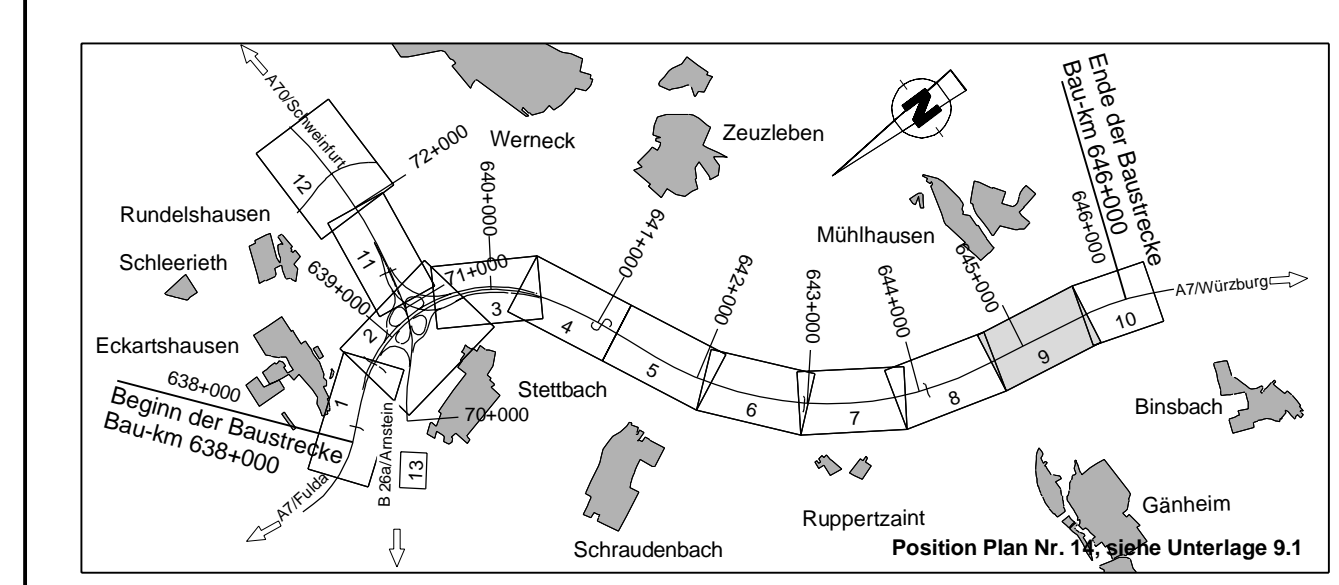 A70/Schweinfurt
72+000
Werneck
Zeuzleben
N
Ende der Baustrecke
Bau-km 646+000
646+000
12
Rundelshausen
Schleerieth
11
640+000
641+000
Mühlhausen
645+000
639+000
71+000
642+000
643+000
644+000
A7/Würzburg
Eckartshausen
638+000
Beginn der Baustrecke
Bau-km 638+000
1
2
3
4
5
6
7
8
9
10
Stettbach
70+000
B 26a/Arnstein
13
A7/Fulda
Binsbach
Schraudenbach
Ruppertzaint
Gänheim
Position Plan Nr. 14, siehe Unterlage 9.1